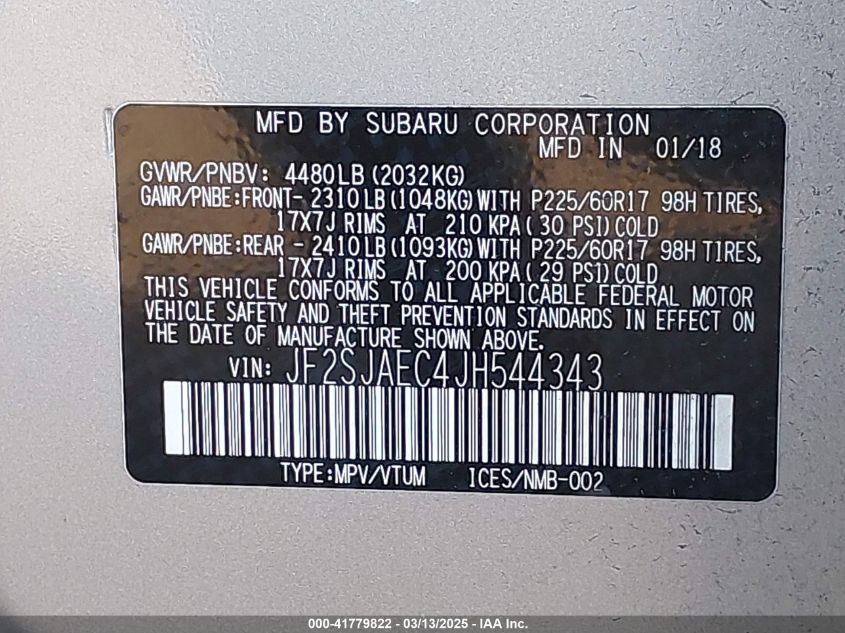 MFD BY SUBARU CORPORATION
MFD IN 01/18
GVWR/PNBV: 4480LB(2032KG)
GAWR/PNBE:FRONT- 2310LB(1048KG)WITH P225/60R17 98H TIRES,
17X7J RIMS AT 210 KPA(30 PSI)COLD
GAWR/PNBE:REAR - 2410LB(1093KG)WITH P225/60R17 98H TIRES,
17X7J RIMS AT 200 KPA(29 PSI)COLD
THIS VEHICLE CONFORMS TO ALL APPLICABLE FEDERAL MOTOR
VEHICLE SAFETY AND THEFT PREVENTION STANDARDS IN EFFECT ON
THE DATE OF MANUFACTURE SHOWN ABOVE.
VIN: JF2SJAEC4JH544343
TYPE:MPV/VTUM ICES/NMB-002
000-41779822 - 03/13/2025 - IAA Inc.